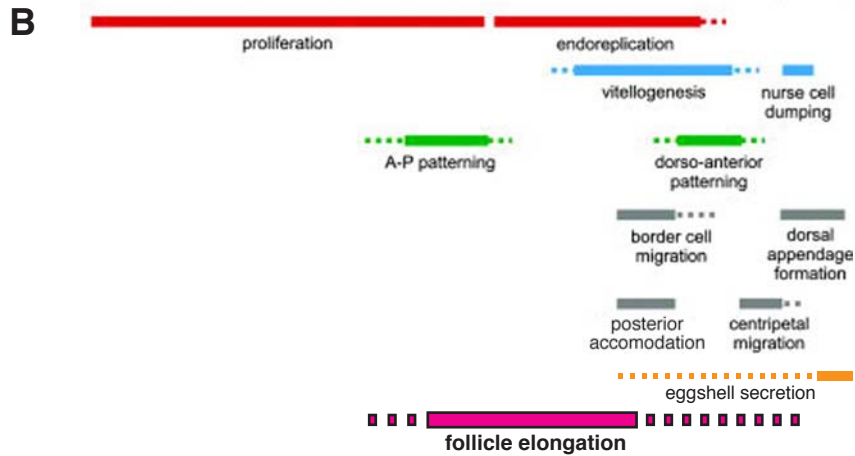 B
proliferation
endoreplication
vitellogenesis
nurse cell
dumping
A-P patterning
dorso-anterior
patterning
border cell
migration
dorsal
appendage
formation
posterior
accomodation
centripetal
migration
eggshell secretion
follicle elongation